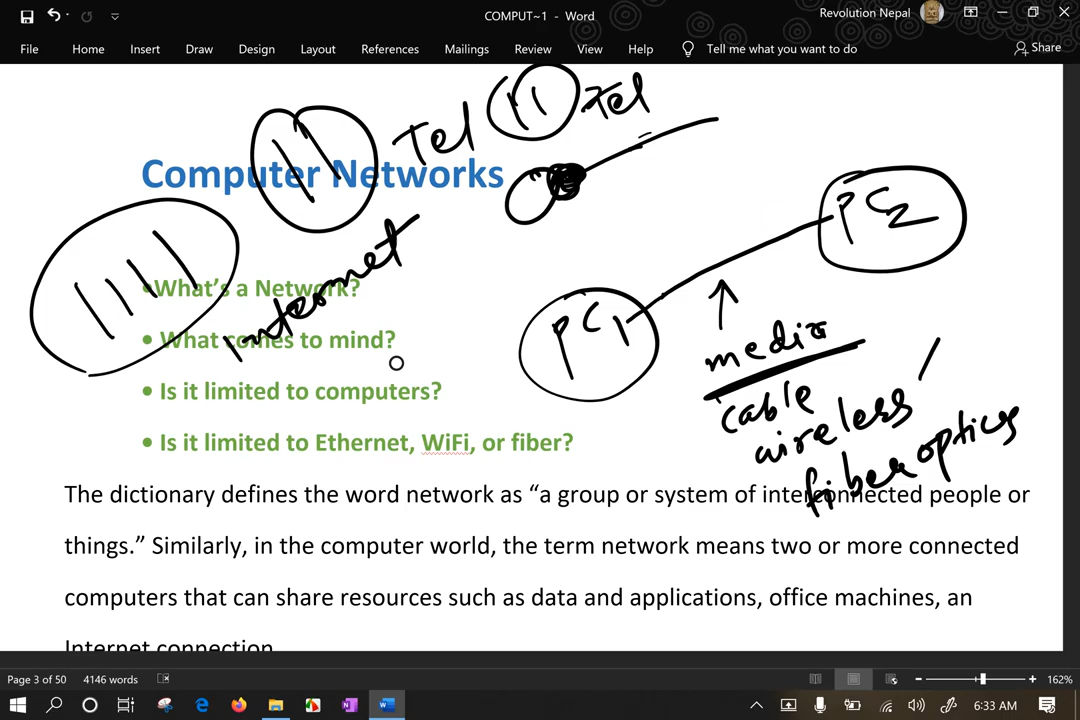 COMPUT~1 - Word
Revolution Nepal
File Home Insert Draw Design Layout References Mailings Review View Help Tell me what you want to do Share
Tel Tel
Computer Networks
PC2
Internet
• What's a Network?
PC1
• What comes to mind?
media
• Is it limited to computers?
cable
wireless
• Is it limited to Ethernet, WiFi, or fiber?
fiber optics
The dictionary defines the word network as “a group or system of interconnected people or
things.” Similarly, in the computer world, the term network means two or more connected
computers that can share resources such as data and applications, office machines, an
Internet connection
Page 3 of 50 4146 words 162%
6:33 AM